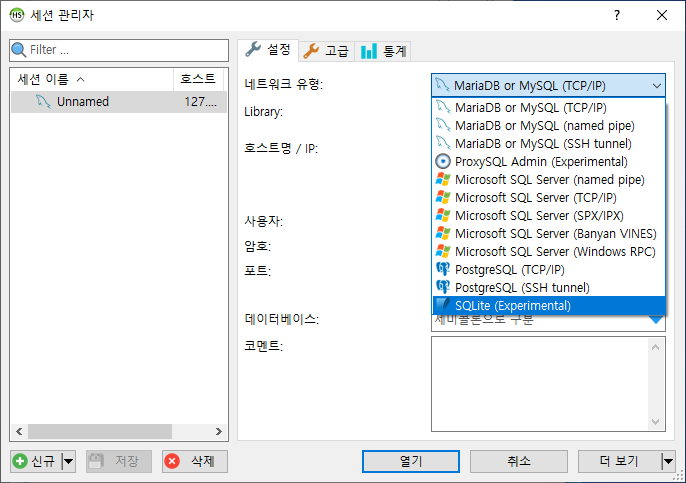 HS 세션 관리자
Filter ...
세션 이름 호스트
Unnamed 127....
설정 고급 통계
네트워크 유형: MariaDB or MySQL (TCP/IP)
Library:
호스트명 / IP:
사용자:
암호:
포트:
데이터베이스:
코멘트:
MariaDB or MySQL (TCP/IP)
MariaDB or MySQL (named pipe)
MariaDB or MySQL (SSH tunnel)
ProxySQL Admin (Experimental)
Microsoft SQL Server (named pipe)
Microsoft SQL Server (TCP/IP)
Microsoft SQL Server (SPX/IPX)
Microsoft SQL Server (Banyan VINES)
Microsoft SQL Server (Windows RPC)
PostgreSQL (TCP/IP)
PostgreSQL (SSH tunnel)
SQLite (Experimental)
세미콜론으로 구분
신규 저장 삭제 열기 취소 더 보기